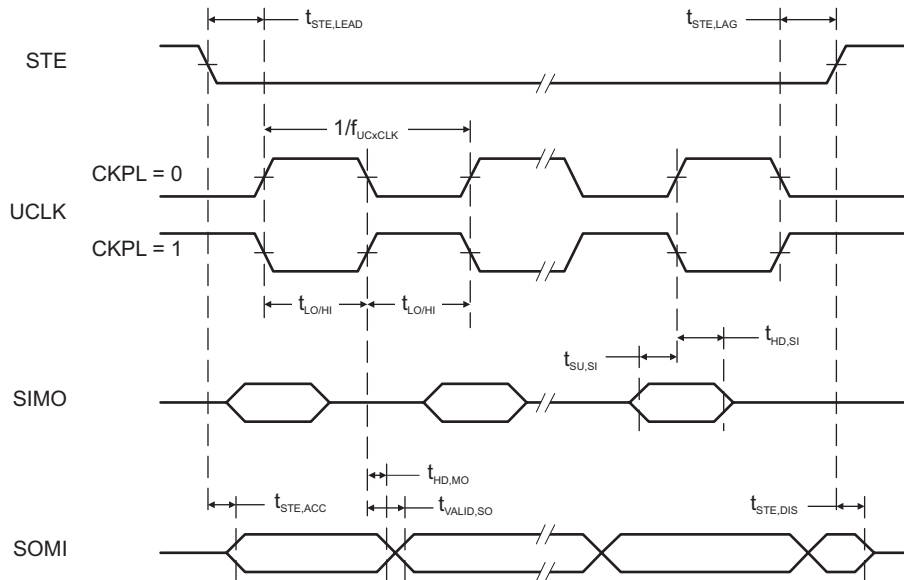 tSTE,LEAD
tSTE,LAG
STE
1/fUCxCLK
CKPL = 0
UCLK
CKPL = 1
tLO/HI
tLO/HI
tHD,SI
tSU,SI
SIMO
tHD,MO
tSTE,ACC
tVALID,SO
tSTE,DIS
SOMI